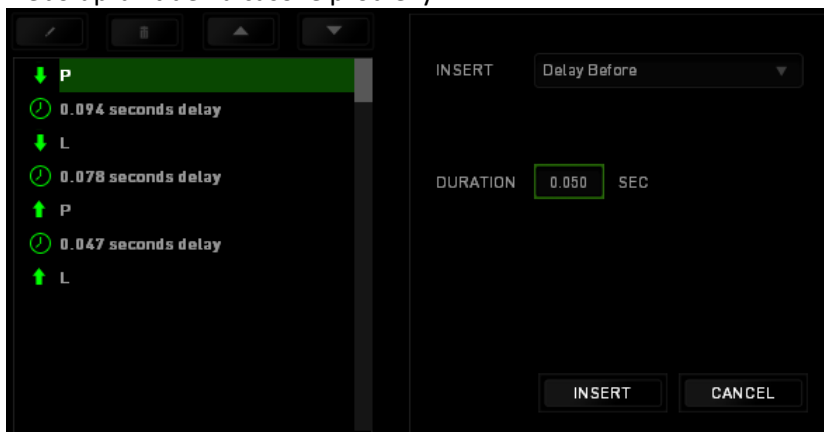 P
0.094 seconds delay
L
0.078 seconds delay
P
0.047 seconds delay
L
INSERT Delay Before
DURATION 0.050 SEC
INSERT CANCEL